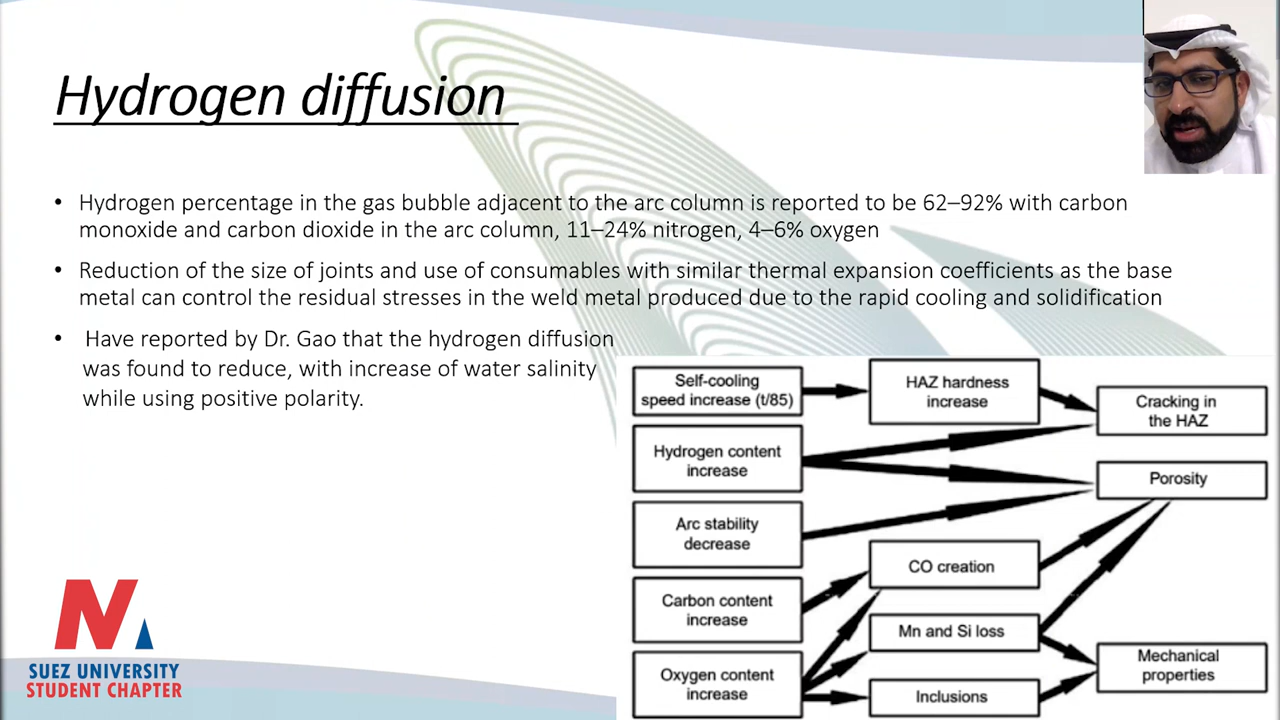 Hydrogen diffusion
• Hydrogen percentage in the gas bubble adjacent to the arc column is reported to be 62–92% with carbon
monoxide and carbon dioxide in the arc column, 11–24% nitrogen, 4–6% oxygen
• Reduction of the size of joints and use of consumables with similar thermal expansion coefficients as the base
metal can control the residual stresses in the weld metal produced due to the rapid cooling and solidification
• Have reported by Dr. Gao that the hydrogen diffusion
was found to reduce, with increase of water salinity
while using positive polarity.
Self-cooling
speed increase (t/85)
HAZ hardness
increase
Cracking in
the HAZ
Hydrogen content
increase
Porosity
Arc stability
decrease
CO creation
Carbon content
increase
Mn and Si loss
Oxygen content
increase
Inclusions
Mechanical
properties
SUEZ UNIVERSITY
STUDENT CHAPTER